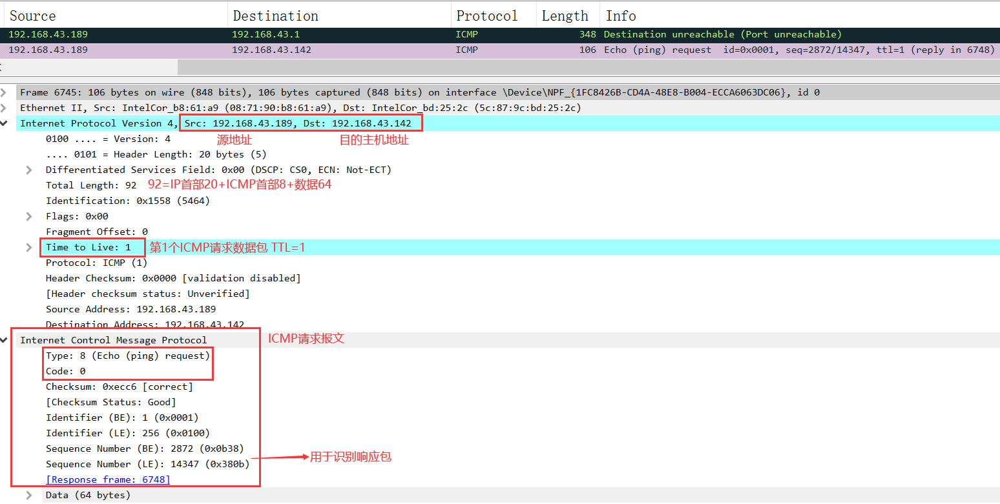 Source Destination Protocol Length Info
192.168.43.189 192.168.43.1 ICMP 348 Destination unreachable (Port unreachable)
192.168.43.189 192.168.43.142 ICMP 106 Echo (ping) request id=0x0001, seq=2872/14347, ttl=1 (reply in 6748)
Frame 6745: 106 bytes on wire (848 bits), 106 bytes captured (848 bits) on interface \Device\NPF_{1FC8426B-CD4A-48E8-B004-ECCA6063DC06}, id 0
Ethernet II, Src: IntelCor_b8:61:a9 (08:71:90:b8:61:a9), Dst: IntelCor_bd:25:2c (5c:87:9c:bd:25:2c)
Internet Protocol Version 4, Src: 192.168.43.189, Dst: 192.168.43.142
0100 .... = Version: 4 源地址 目的主机地址
.... 0101 = Header Length: 20 bytes (5)
Differentiated Services Field: 0x00 (DSCP: CS0, ECN: Not-ECT)
Total Length: 92 92=IP首部20+ICMP首部8+数据64
Identification: 0x1558 (5464)
Flags: 0x00
Fragment Offset: 0
Time to Live: 1 第1个ICMP请求数据包 TTL=1
Protocol: ICMP (1)
Header Checksum: 0x0000 [validation disabled]
[Header checksum status: Unverified]
Source Address: 192.168.43.189
Destination Address: 192.168.43.142
Internet Control Message Protocol ICMP请求报文
Type: 8 (Echo (ping) request)
Code: 0
Checksum: 0xecc6 [correct]
[Checksum Status: Good]
Identifier (BE): 1 (0x0001)
Identifier (LE): 256 (0x0100)
Sequence Number (BE): 2872 (0x0b38)
Sequence Number (LE): 14347 (0x380b) 用于识别响应包
[Response frame: 6748]
Data (64 bytes)